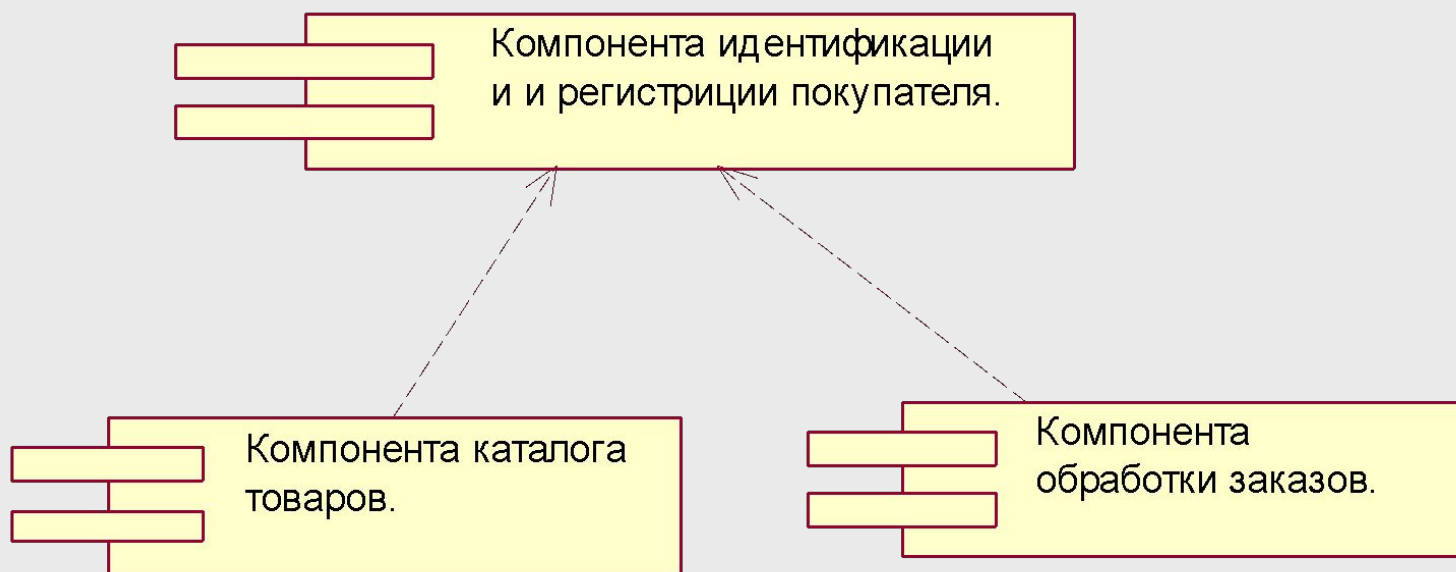 Компонента идентификации
и и регистриции покупателя.
Компонента каталога
товаров.
Компонента
обработки заказов.